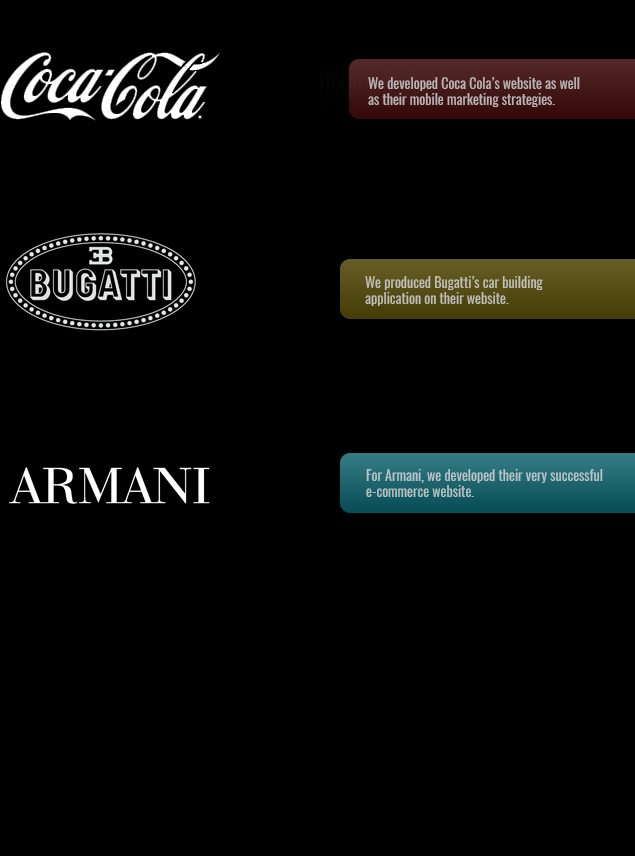 Coca-Cola
We developed Coca Cola's website as well
as their mobile marketing strategies.
EB
BUGATTI
We produced Bugatti's car building
application on their website.
ARMANI
For Armani, we developed their very successful
e-commerce website.